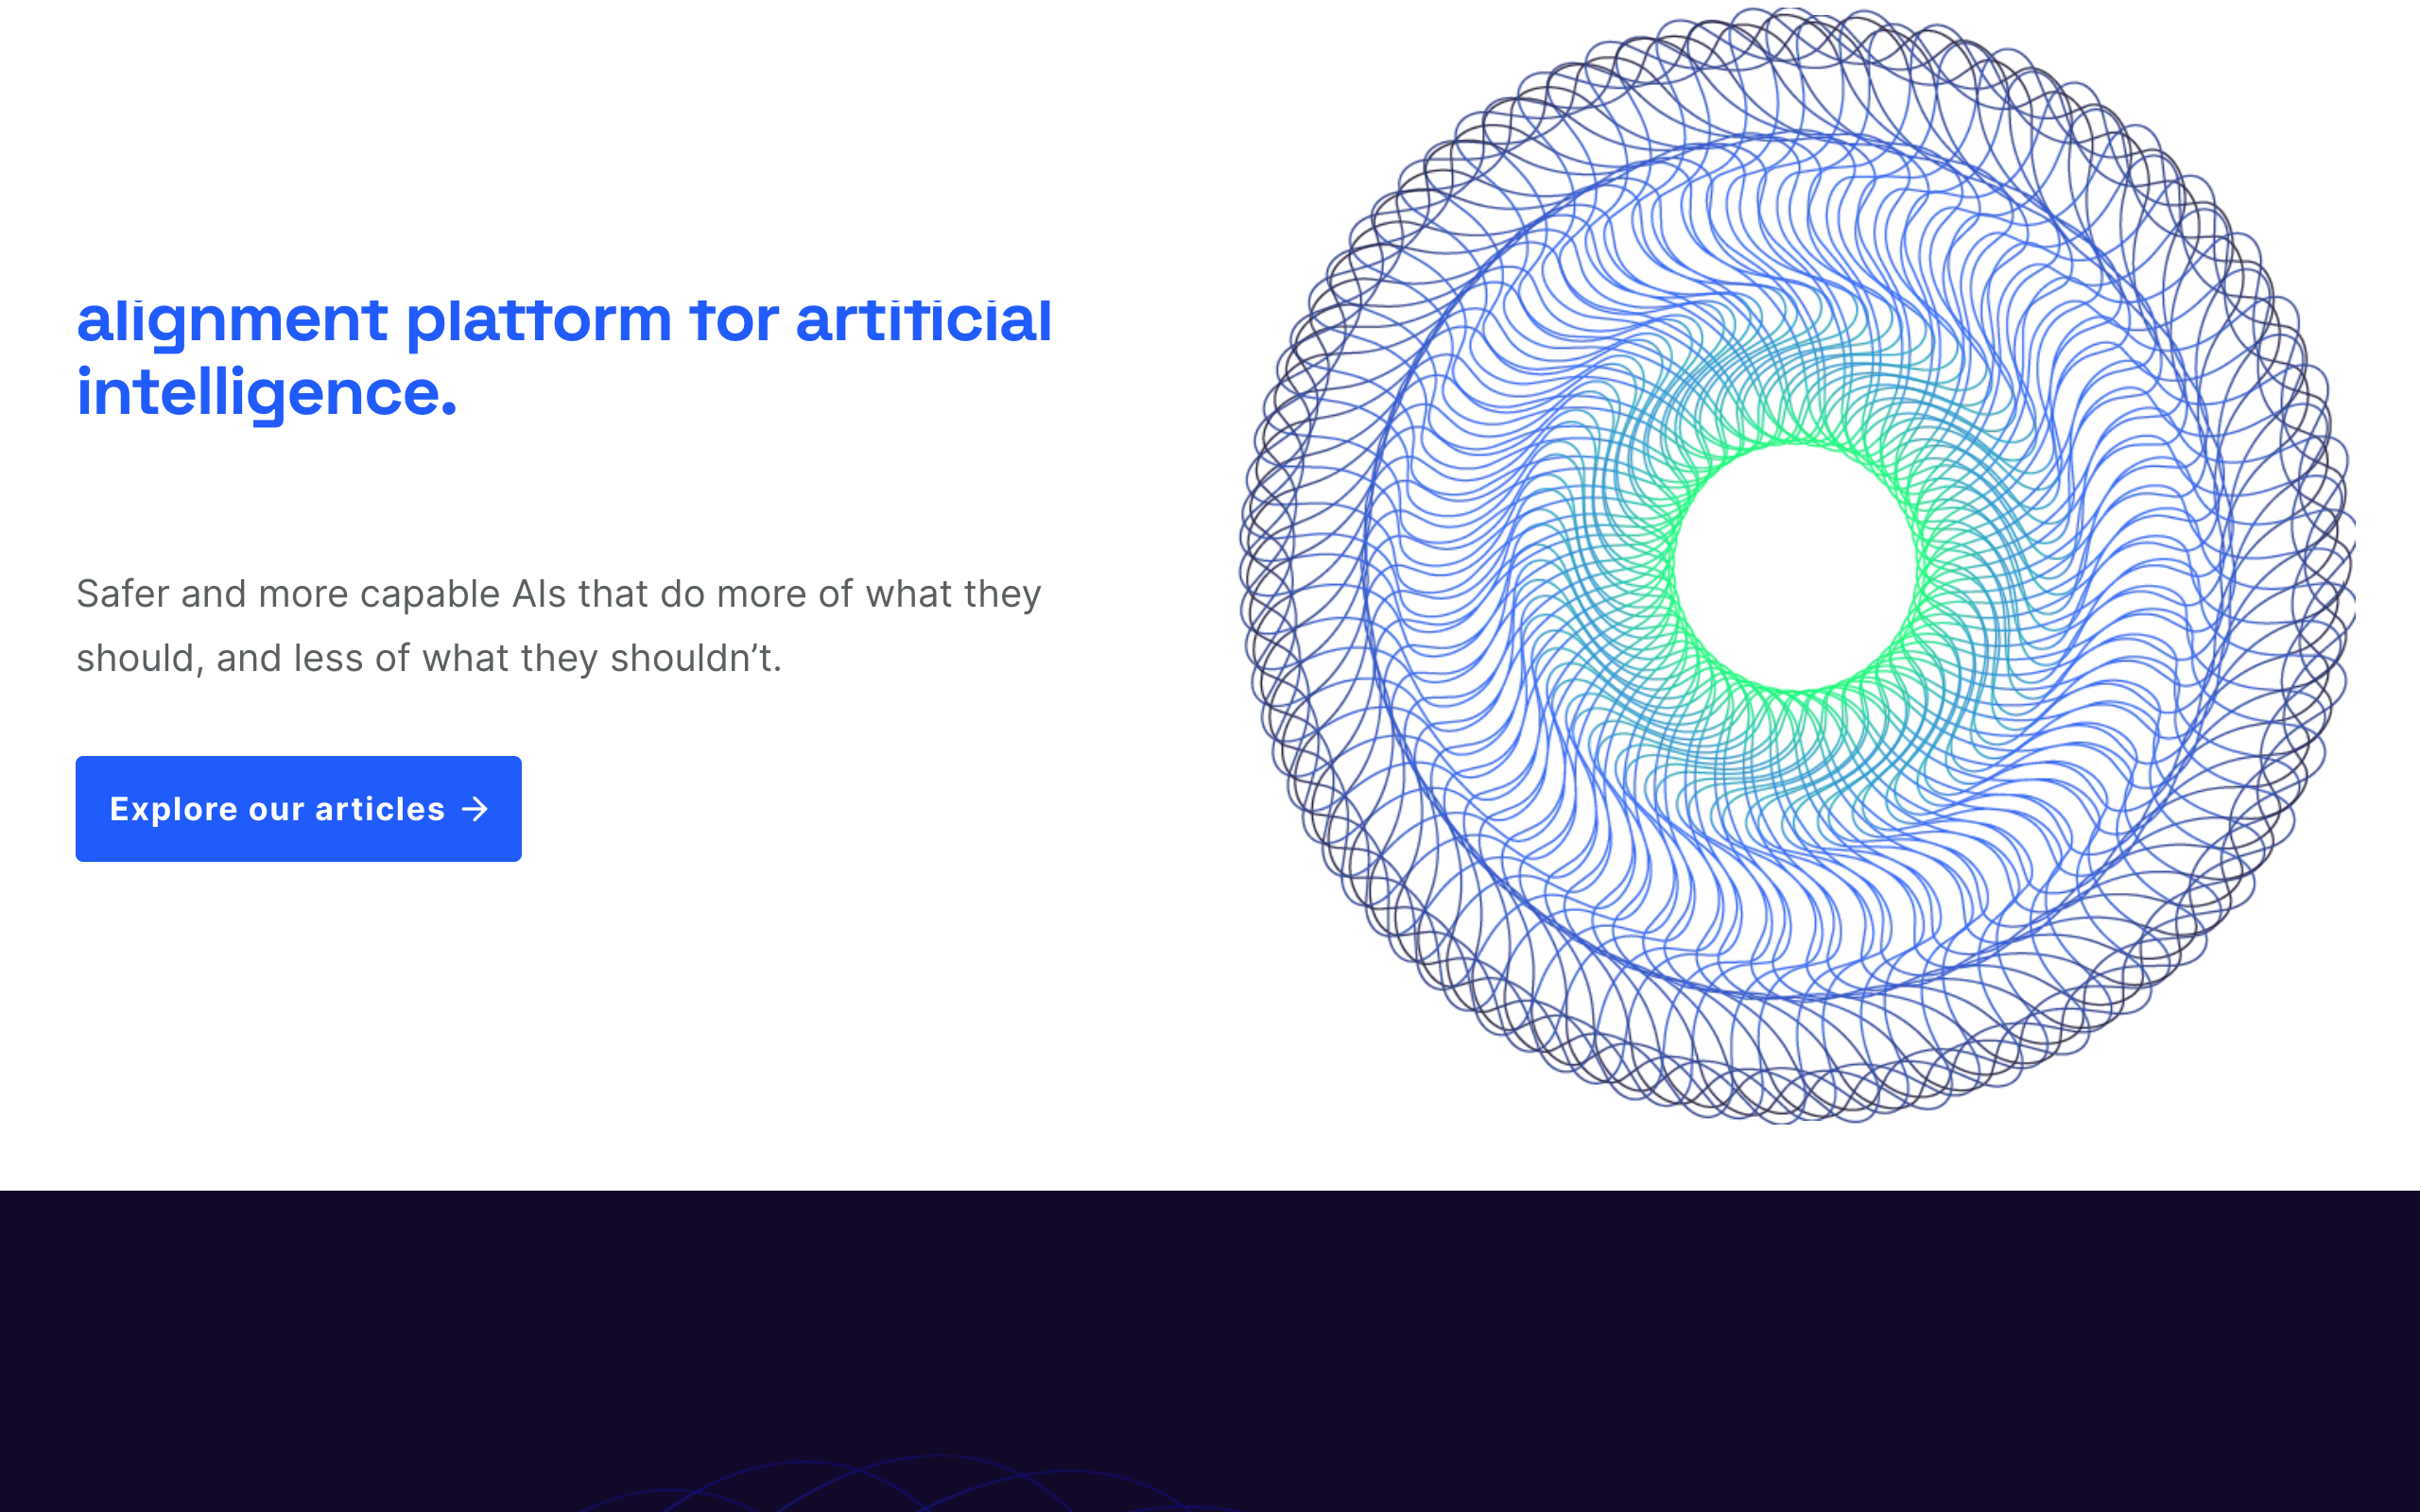 alignment platform for artificial
intelligence.
Safer and more capable AIs that do more of what they
should, and less of what they shouldn’t.
Explore our articles →